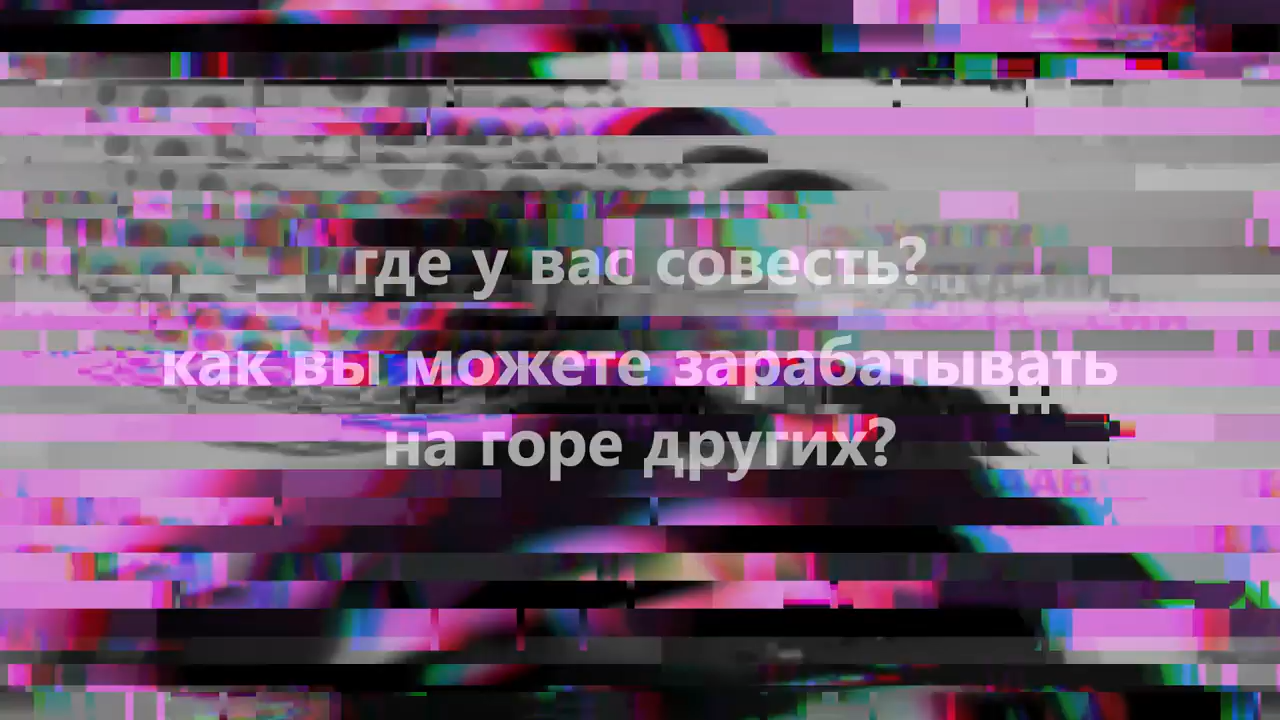 где у вас совесть?
как вы можете зарабатывать
на горе других?